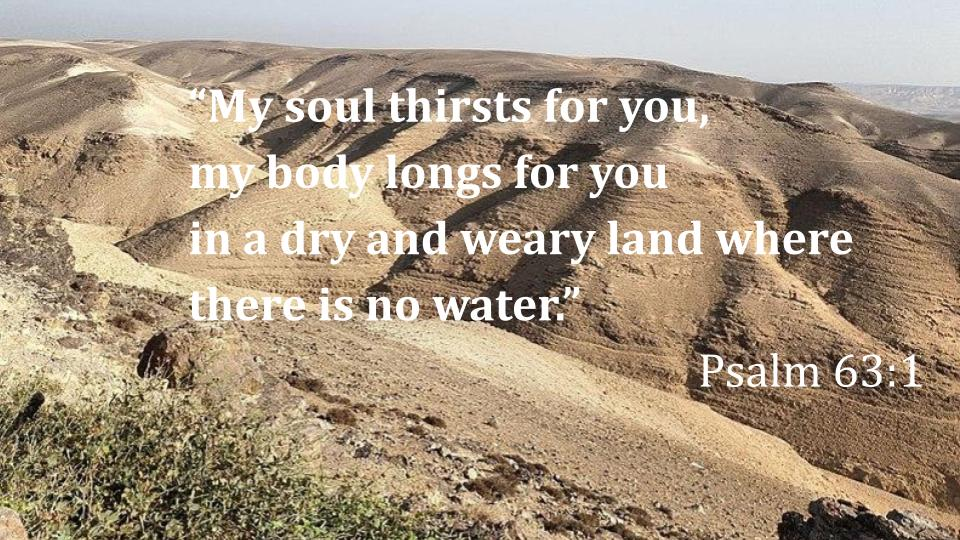 “My soul thirsts for you,
my body longs for you
in a dry and weary land where
there is no water.”
Psalm 63:1